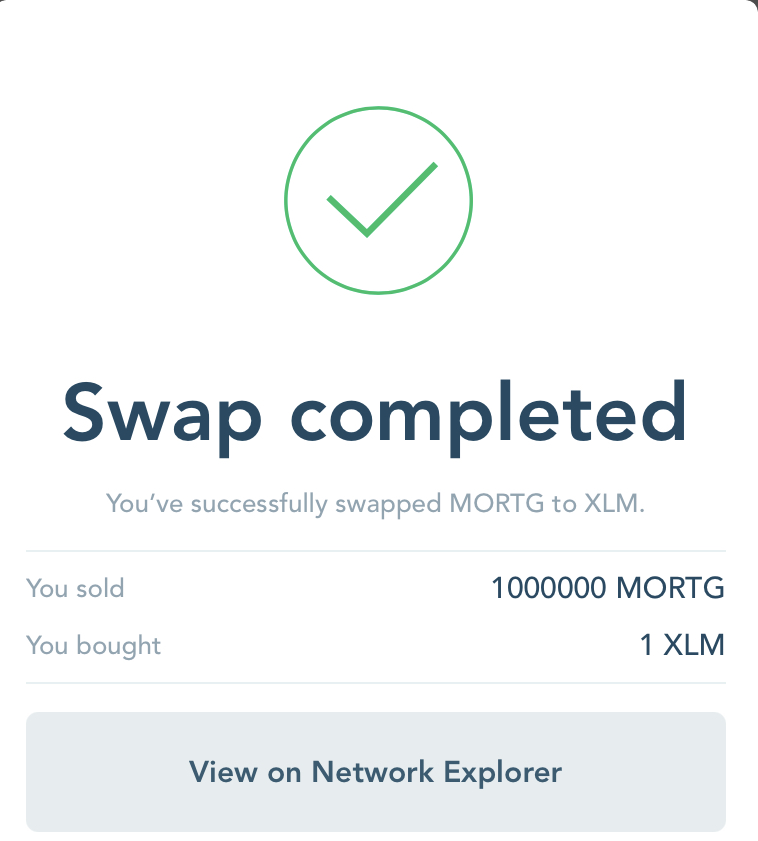 Swap completed
You’ve successfully swapped MORTG to XLM.
You sold 1000000 MORTG
You bought 1 XLM
View on Network Explorer